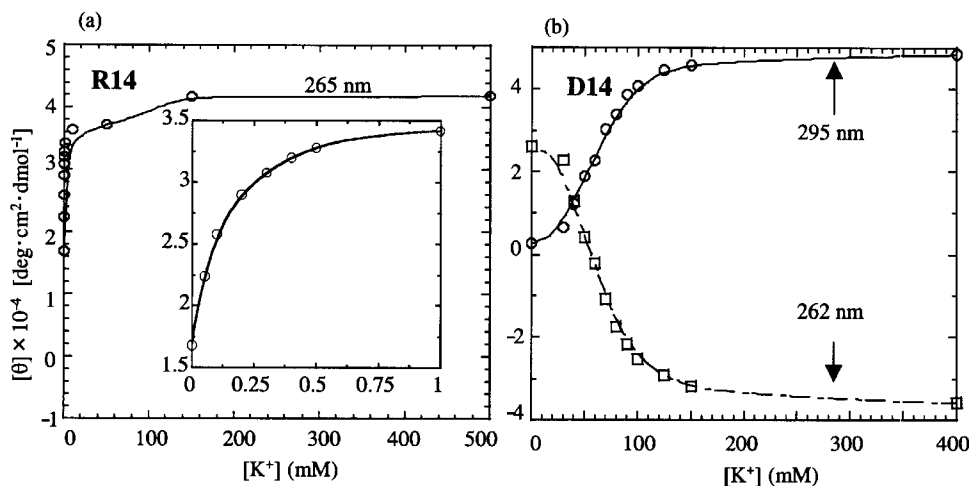 (a)
R14
265 nm
[θ] × 10⁻⁴ [deg·cm²·dmol⁻¹]
5
4
3
2
1
0
-1
3.5
3
2.5
2
1.5
0 0.25 0.5 0.75 1
0 100 200 300 400 500
[K⁺] (mM)
(b)
D14
295 nm
262 nm
4
2
0
-2
-4
0 100 200 300 400
[K⁺] (mM)